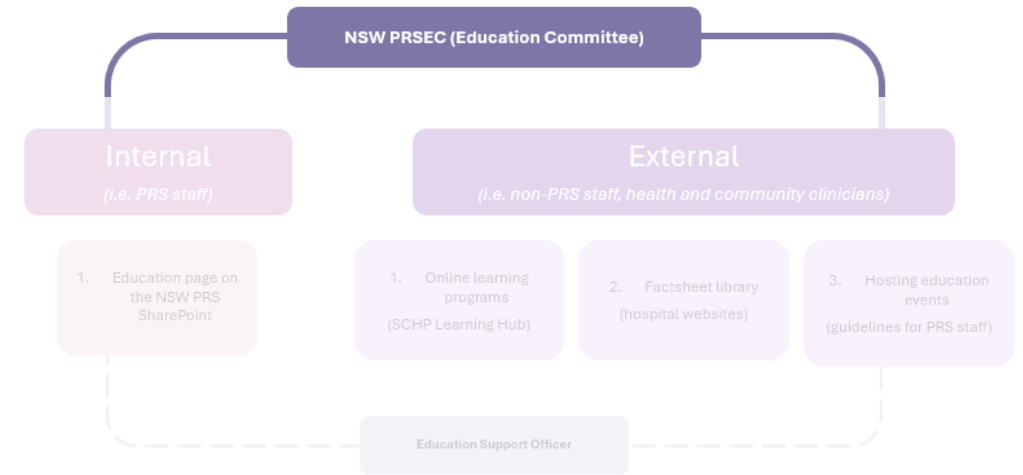 NSW PRSEC (Education Committee)
Internal
(i.e. PRS staff)
External
(i.e. non-PRS staff, health and community clinicians)
1. Education page on
the NSW PRS
SharePoint
1. Online learning
programs
(SCHP Learning Hub)
2. Factsheet library
(hospital websites)
3. Hosting education
events
(guidelines for PRS staff)
Education Support Officer